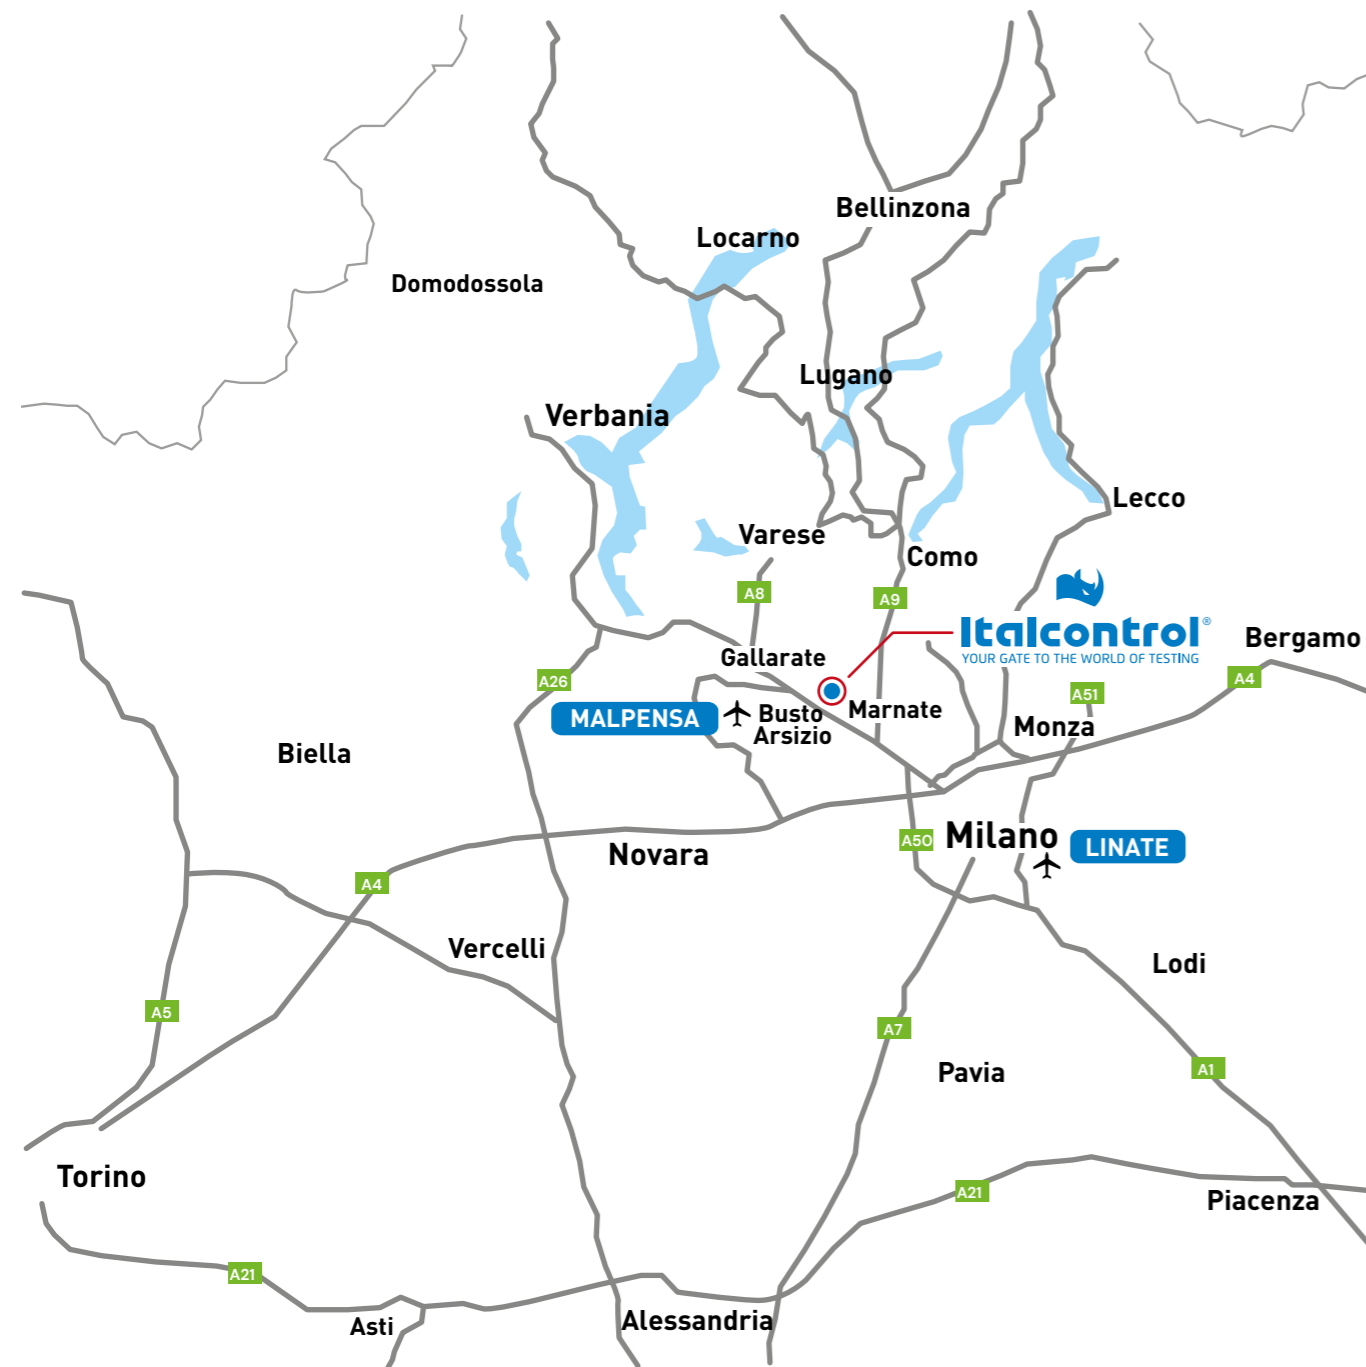 Bellinzona
Locarno
Domodossola
Lugano
Verbania
Lecco
Varese
Como
A8
A9
Italcontrol®
YOUR GATE TO THE WORLD OF TESTING
Bergamo
Gallarate
A26
A4
A51
MALPENSA
Busto
Arsizio
Marnate
Monza
Biella
A50
Milano
LINATE
Novara
A4
Vercelli
Lodi
A5
A7
Pavia
A1
Torino
A21
Piacenza
A21
Asti
Alessandria